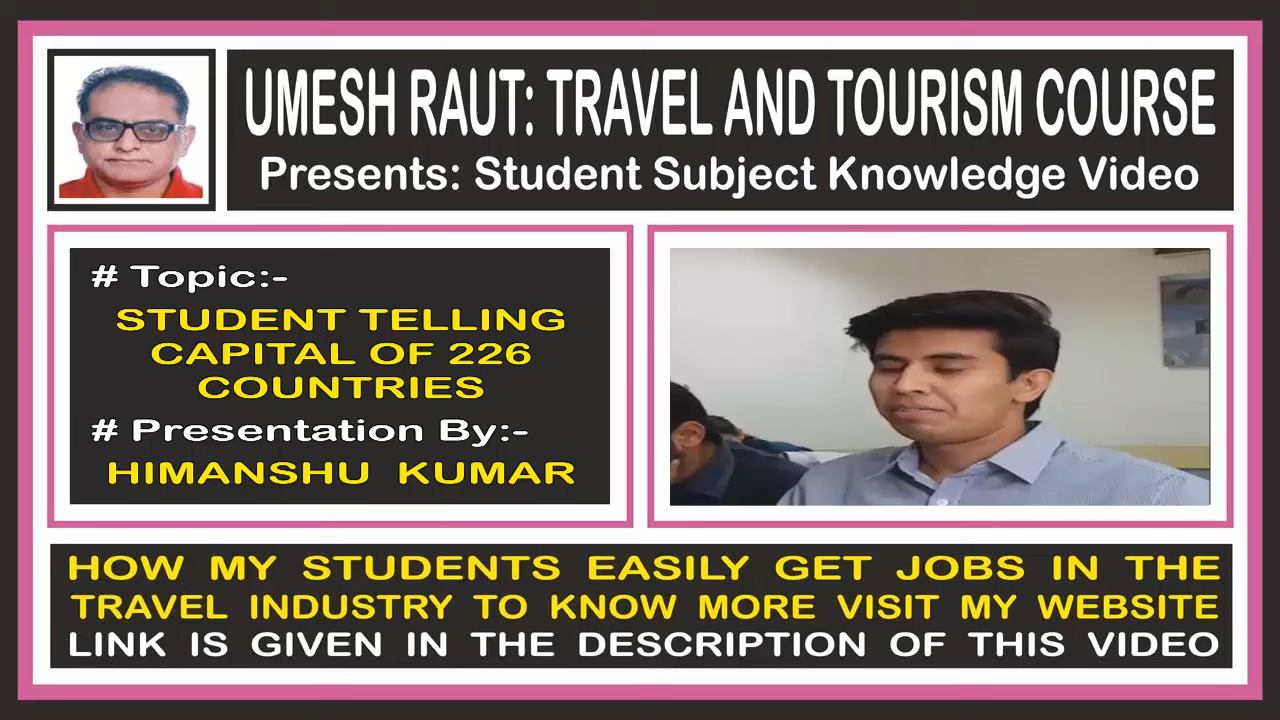 UMESH RAUT: TRAVEL AND TOURISM COURSE
Presents: Student Subject Knowledge Video
# Topic:-
STUDENT TELLING
CAPITAL OF 226
COUNTRIES
# Presentation By:-
HIMANSHU KUMAR
HOW MY STUDENTS EASILY GET JOBS IN THE
TRAVEL INDUSTRY TO KNOW MORE VISIT MY WEBSITE
LINK IS GIVEN IN THE DESCRIPTION OF THIS VIDEO